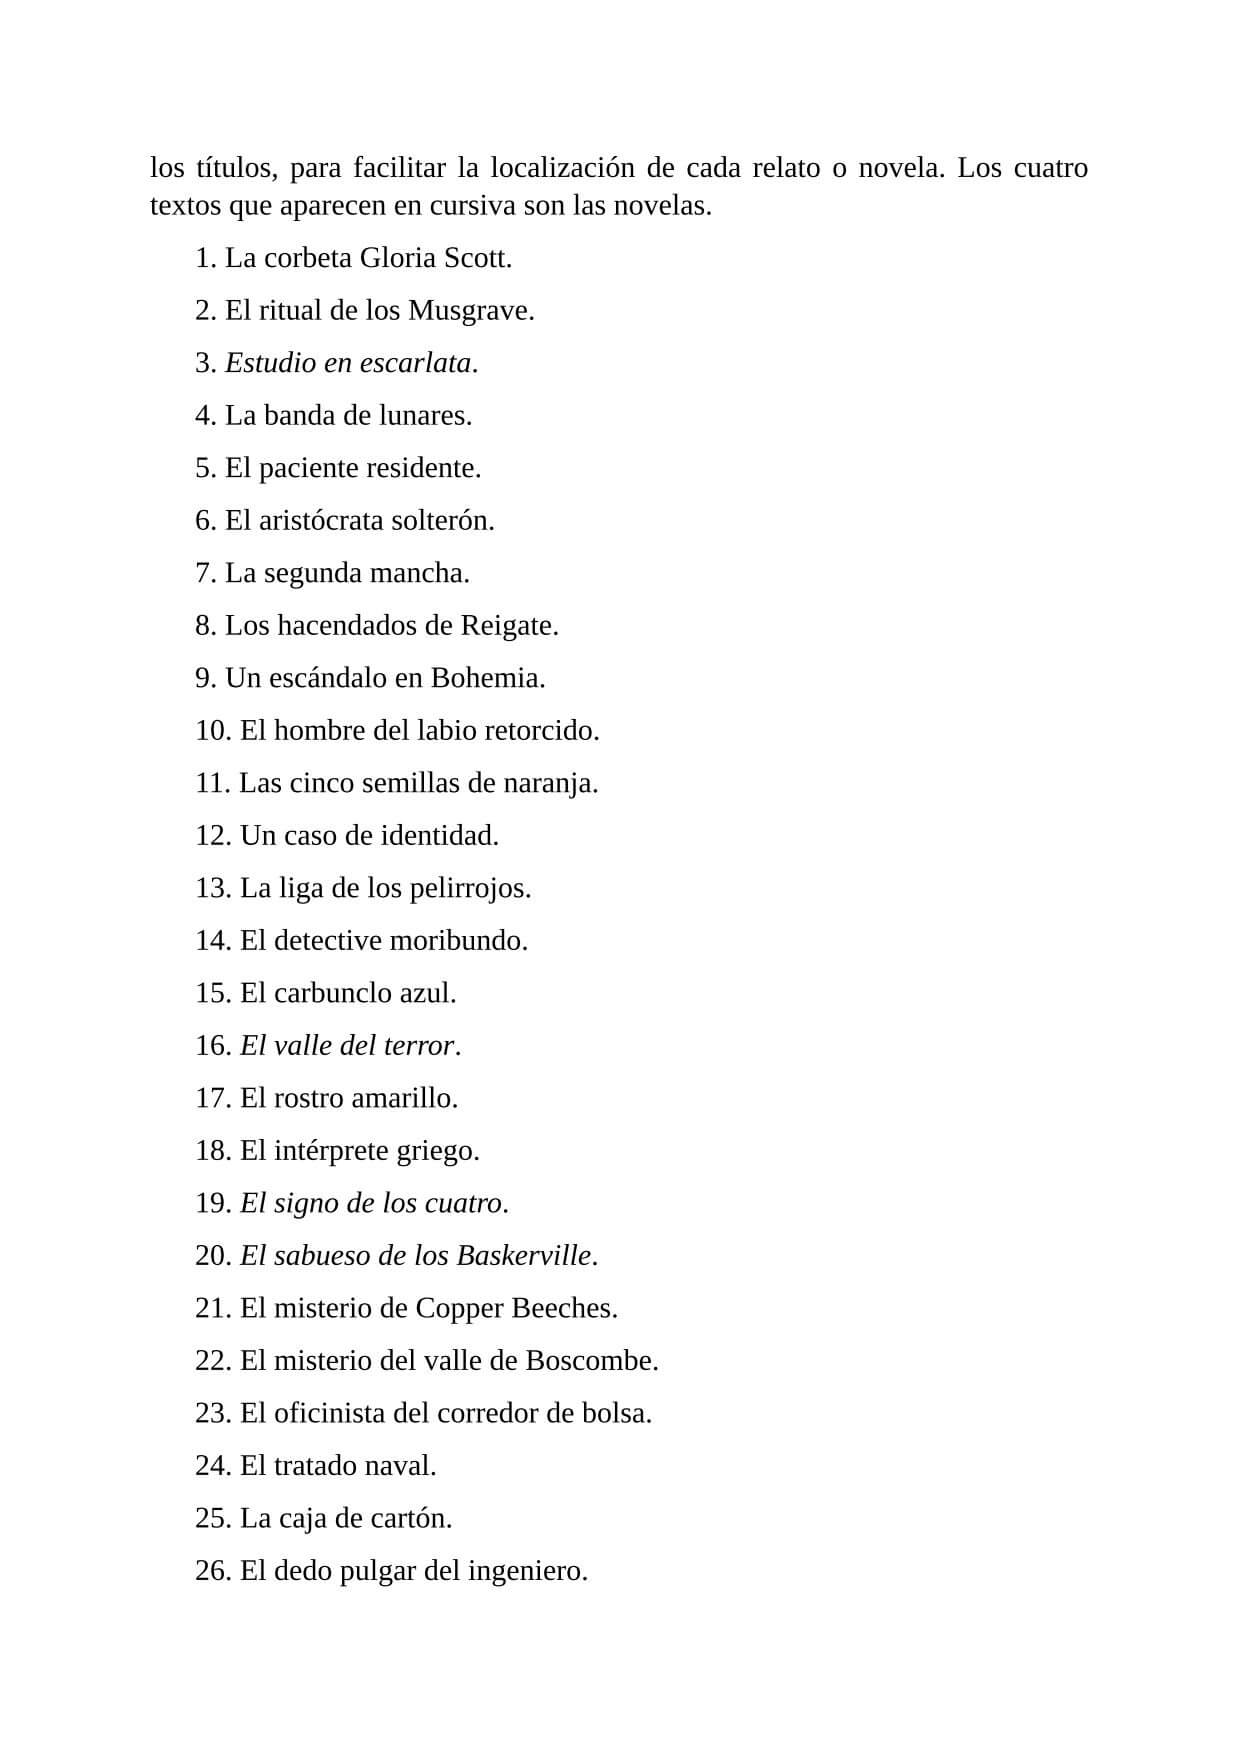 los títulos, para facilitar la localización de cada relato o novela. Los cuatro
textos que aparecen en cursiva son las novelas.
1. La corbeta Gloria Scott.
2. El ritual de los Musgrave.
3. Estudio en escarlata.
4. La banda de lunares.
5. El paciente residente.
6. El aristócrata solterón.
7. La segunda mancha.
8. Los hacendados de Reigate.
9. Un escándalo en Bohemia.
10. El hombre del labio retorcido.
11. Las cinco semillas de naranja.
12. Un caso de identidad.
13. La liga de los pelirrojos.
14. El detective moribundo.
15. El carbunclo azul.
16. El valle del terror.
17. El rostro amarillo.
18. El intérprete griego.
19. El signo de los cuatro.
20. El sabueso de los Baskerville.
21. El misterio de Copper Beeches.
22. El misterio del valle de Boscombe.
23. El oficinista del corredor de bolsa.
24. El tratado naval.
25. La caja de cartón.
26. El dedo pulgar del ingeniero.